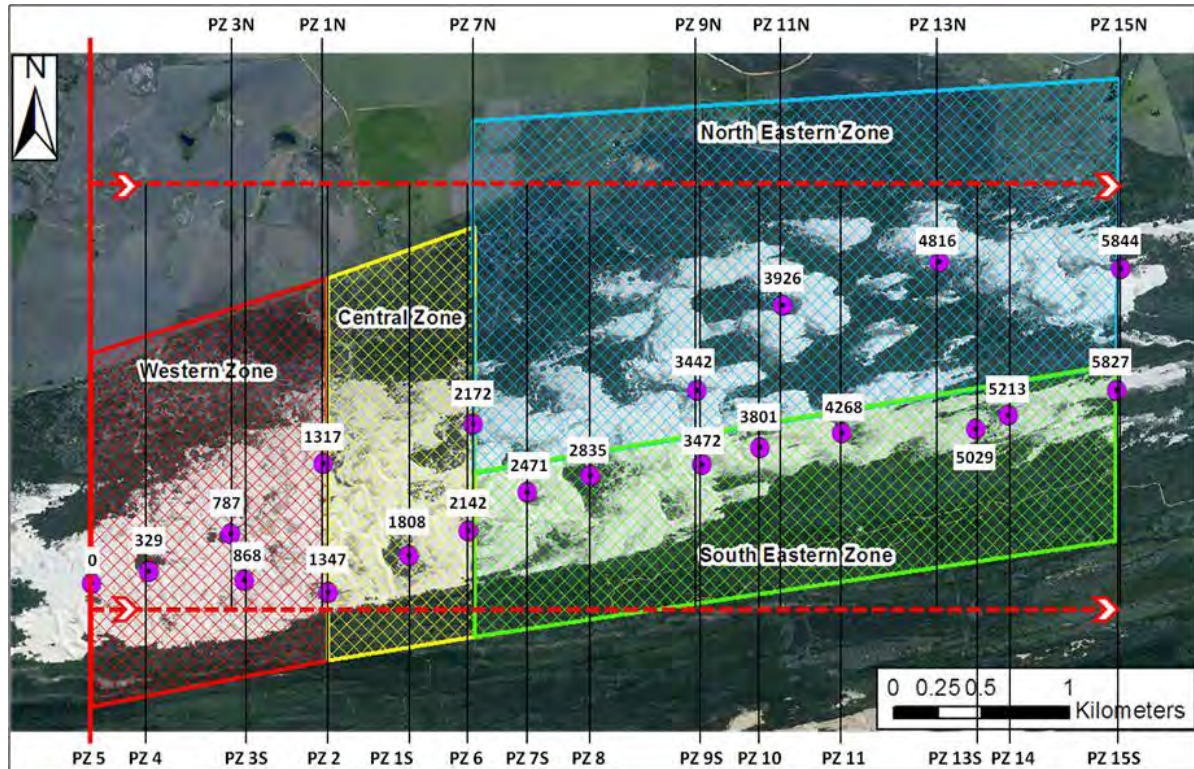 PZ 3N PZ 1N PZ 7N PZ 9N PZ 11N PZ 13N PZ 15N
N
North Eastern Zone
4816
5844
3926
Central Zone
Western Zone
3442
5827
2172
5213
3801
4268
1317
3472
2835
2471
5029
787
2142
329
868
1808
0
1347
South Eastern Zone
0 0.25 0.5 1
Kilometers
PZ 5 PZ 4 PZ 3S PZ 2 PZ 1S PZ 6 PZ 7S PZ 8 PZ 9S PZ 10 PZ 11 PZ 13S PZ 14 PZ 15S